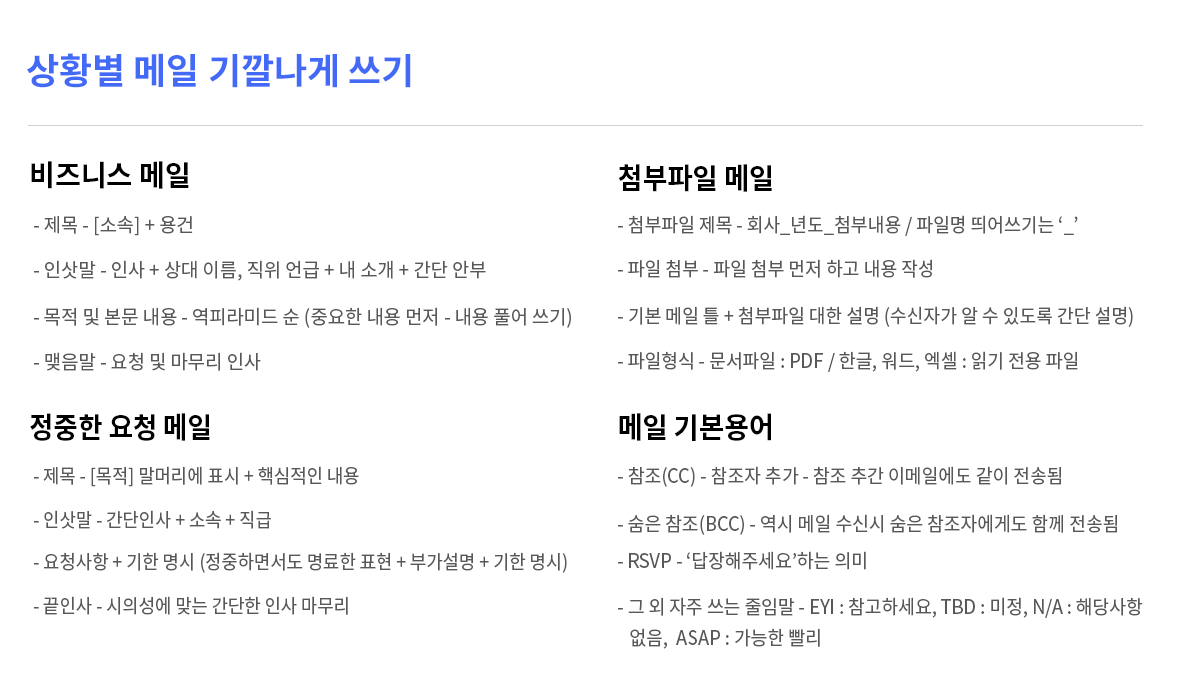 상황별 메일 기깔나게 쓰기
비즈니스 메일
- 제목 - [소속] + 용건
- 인삿말 - 인사 + 상대 이름, 직위 언급 + 내 소개 + 간단 안부
- 목적 및 본문 내용 - 역피라미드 순 (중요한 내용 먼저 - 내용 풀어 쓰기)
- 맺음말 - 요청 및 마무리 인사
정중한 요청 메일
- 제목 - [목적] 말머리에 표시 + 핵심적인 내용
- 인삿말 - 간단인사 + 소속 + 직급
- 요청사항 + 기한 명시 (정중하면서도 명료한 표현 + 부가설명 + 기한 명시)
- 끝인사 - 시의성에 맞는 간단한 인사 마무리
첨부파일 메일
- 첨부파일 제목 - 회사_년도_첨부내용 / 파일명 띄어쓰기는 ‘_’
- 파일 첨부 - 파일 첨부 먼저 하고 내용 작성
- 기본 메일 틀 + 첨부파일 대한 설명 (수신자가 알 수 있도록 간단 설명)
- 파일형식 - 문서파일 : PDF / 한글, 워드, 엑셀 : 읽기 전용 파일
메일 기본용어
- 참조(CC) - 참조자 추가 - 참조 추간 이메일에도 같이 전송됨
- 숨은 참조(BCC) - 역시 메일 수신시 숨은 참조자에게도 함께 전송됨
- RSVP - ‘답장해주세요’하는 의미
- 그 외 자주 쓰는 줄임말 - EYI : 참고하세요, TBD : 미정, N/A : 해당사항
없음, ASAP : 가능한 빨리